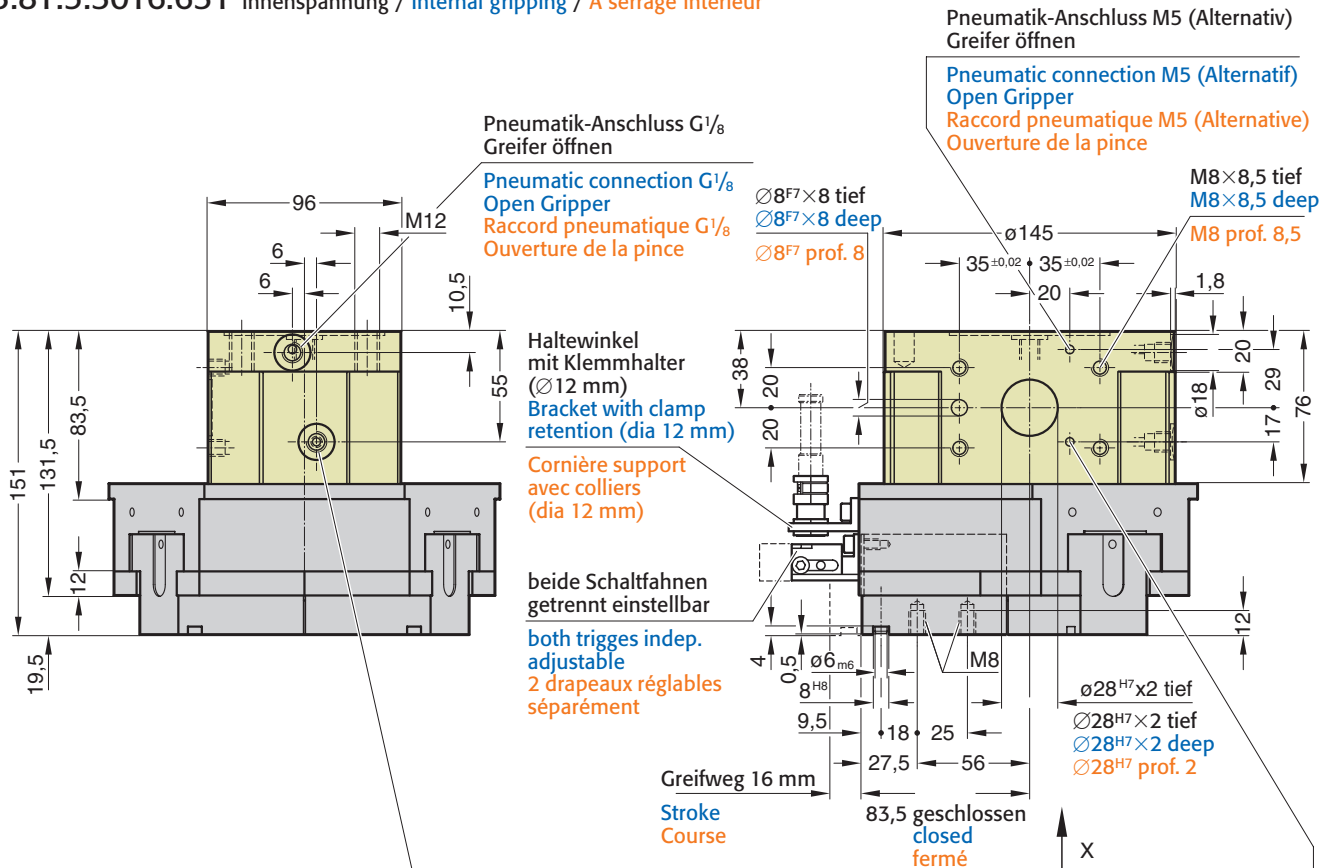 Innenspannung / Internal gripping / A serrage intérieur
Pneumatik-Anschluss M5 (Alternativ)
Greifer öffnen
Pneumatic connection M5 (Alternatif)
Open Gripper
Raccord pneumatique M5 (Alternative)
Ouverture de la pince
Pneumatik-Anschluss G1/8
Greifer öffnen
Pneumatic connection G1/8
Open Gripper
Raccord pneumatique G1/8
Ouverture de la pince
∅8F7×8 tief
∅8F7×8 deep
∅8F7 prof. 8
M8×8,5 tief
M8×8,5 deep
M8 prof. 8,5
96
M12
6
6
10,5
55
151
131,5
83,5
12
19,5
ø145
35±0,02
35±0,02
20
1,8
38
20
20
ø18
20
29
17
76
Haltewinkel
mit Klemmhalter
(∅12 mm)
Bracket with clamp
retention (dia 12 mm)
Cornière support
avec colliers
(dia 12 mm)
beide Schaltfahnen
getrennt einstellbar
both trigges indep.
adjustable
2 drapeaux réglables
séparément
4
0,5
ø6m6
M8
12
8H8
9,5
18
25
27,5
56
ø28H7x2 tief
∅28H7×2 tief
∅28H7×2 deep
∅28H7 prof. 2
Greifweg 16 mm
Stroke
Course
83,5 geschlossen
closed
fermé
X